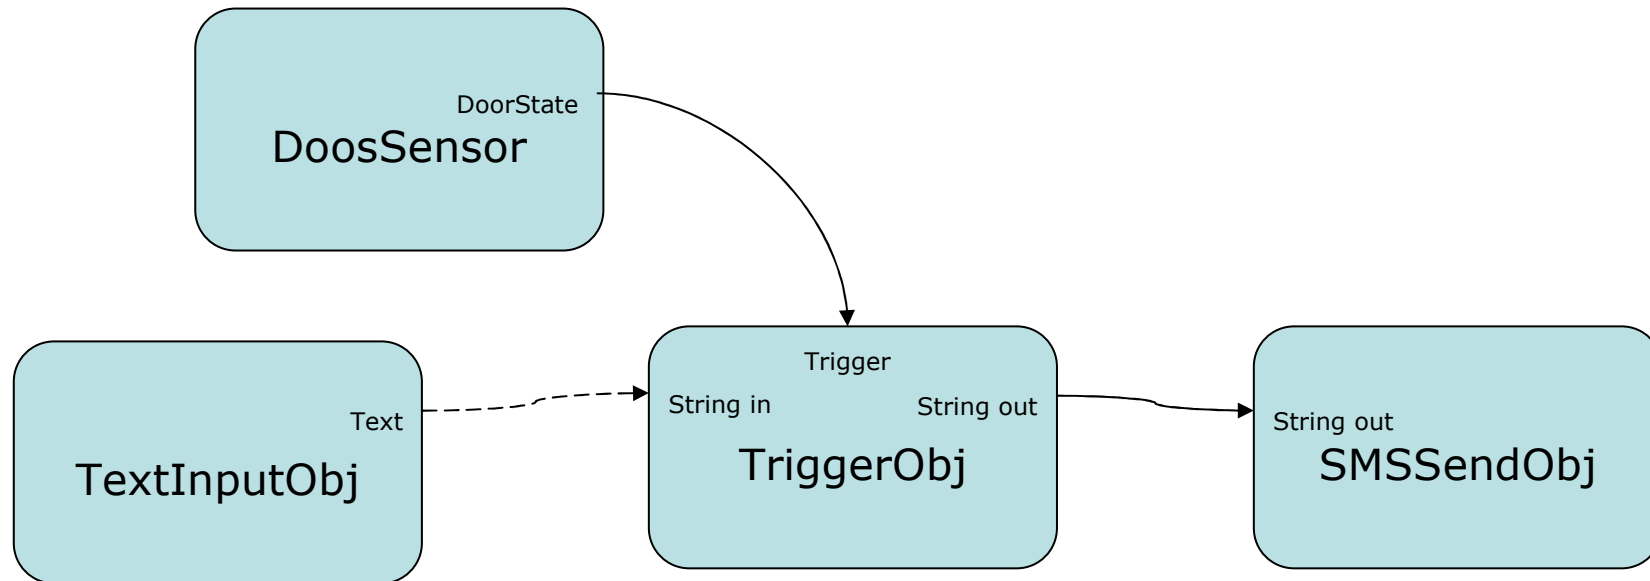 DoorState
DoosSensor
Trigger
String in
String out
TriggerObj
Text
TextInputObj
String out
SMSSendObj